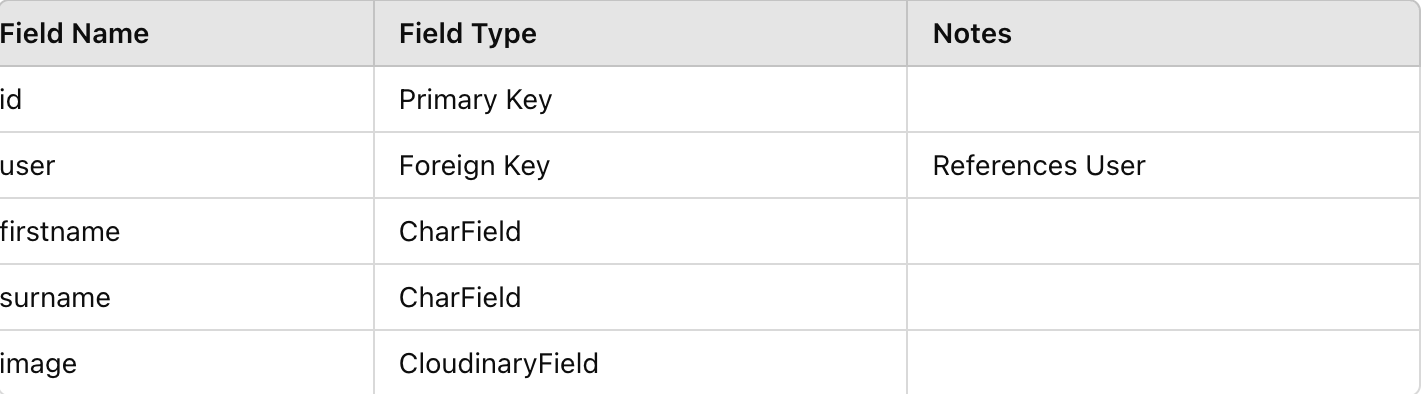 Field Name Field Type Notes
id Primary Key
user Foreign Key References User
firstname CharField
surname CharField
image CloudinaryField